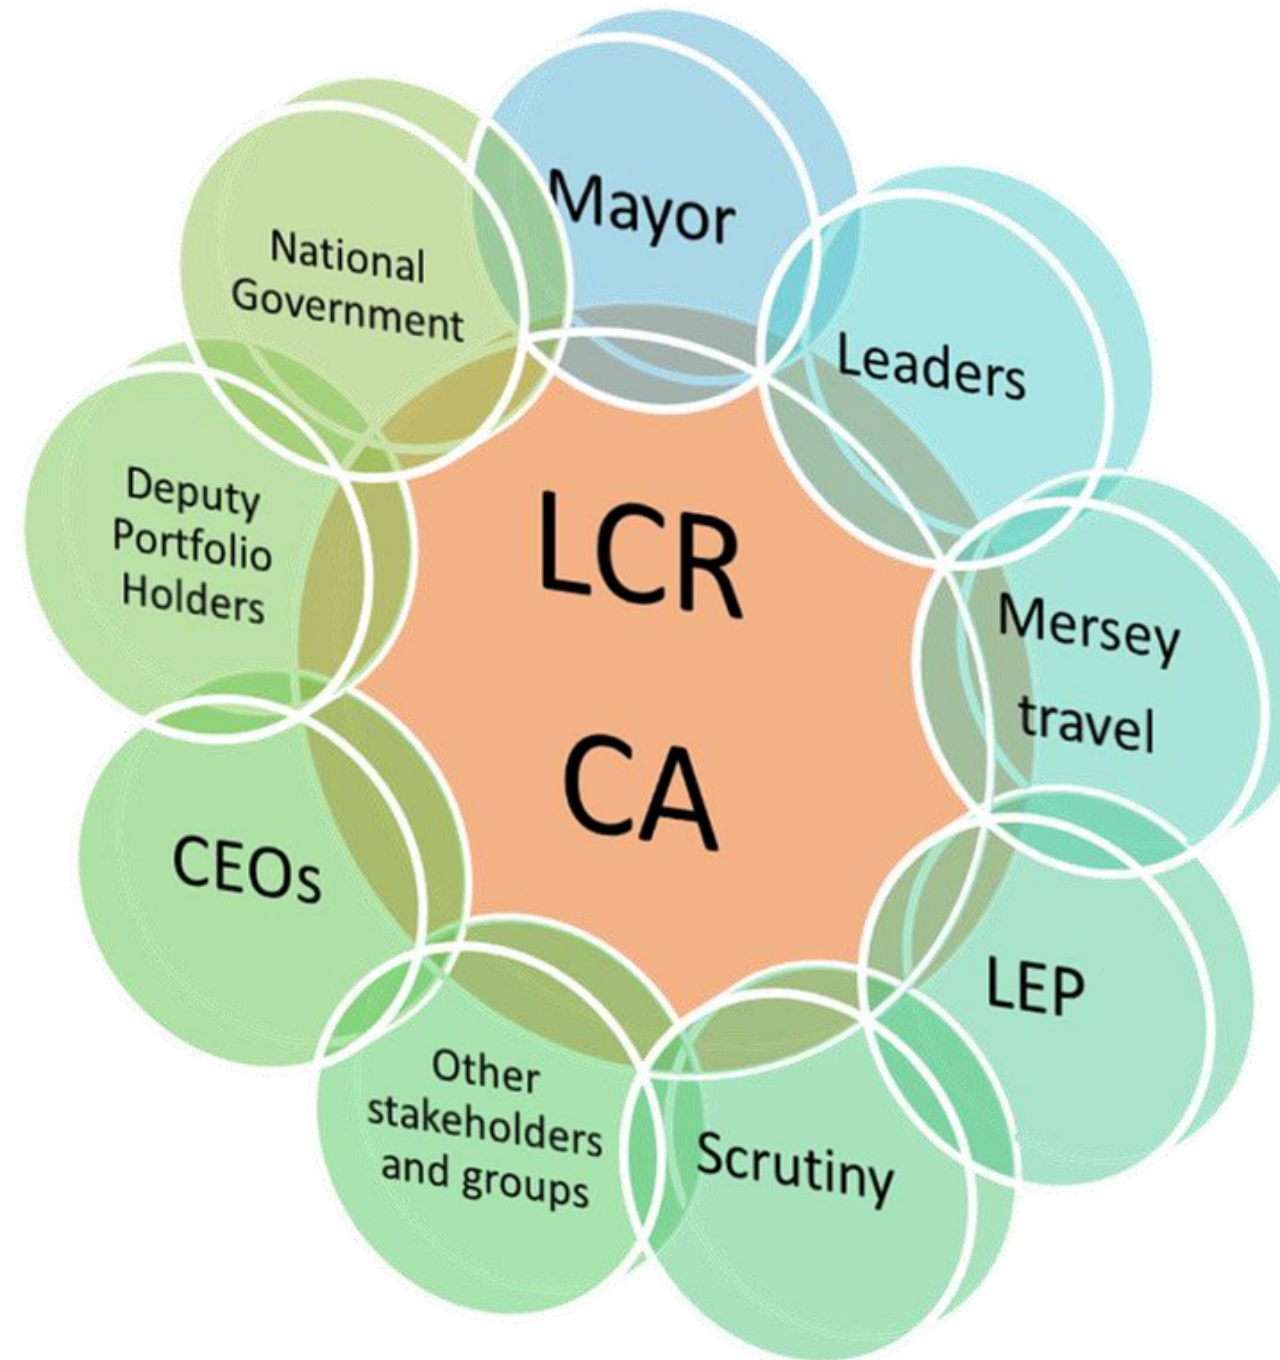 Mayor
Leaders
Mersey
travel
LEP
Scrutiny
Other
stakeholders
and groups
CEOs
Deputy
Portfolio
Holders
National
Government
LCR
CA